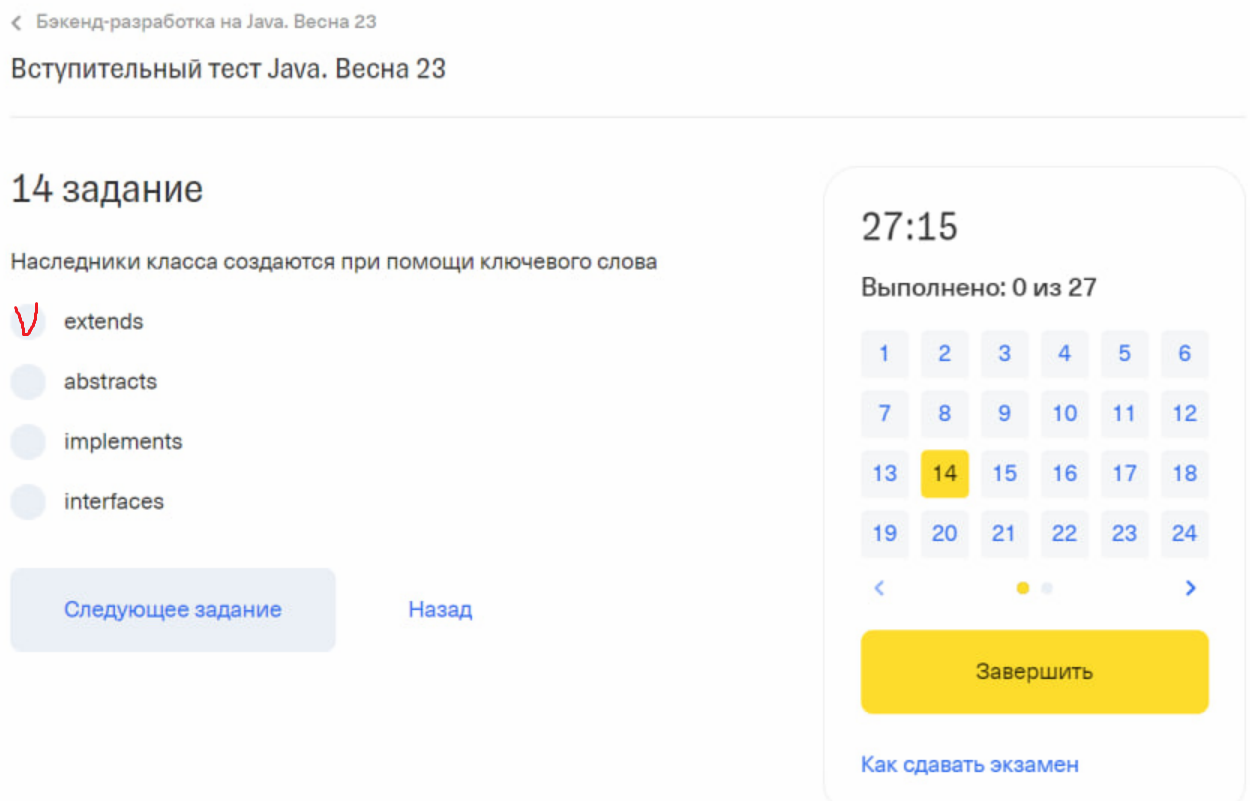 Бэкенд-разработка на Java. Весна 23
Вступительный тест Java. Весна 23
14 задание
Наследники класса создаются при помощи ключевого слова
extends
abstracts
implements
interfaces
Следующее задание
Назад
27:15
Выполнено: 0 из 27
1 2 3 4 5 6
7 8 9 10 11 12
13 14 15 16 17 18
19 20 21 22 23 24
Завершить
Как сдавать экзамен